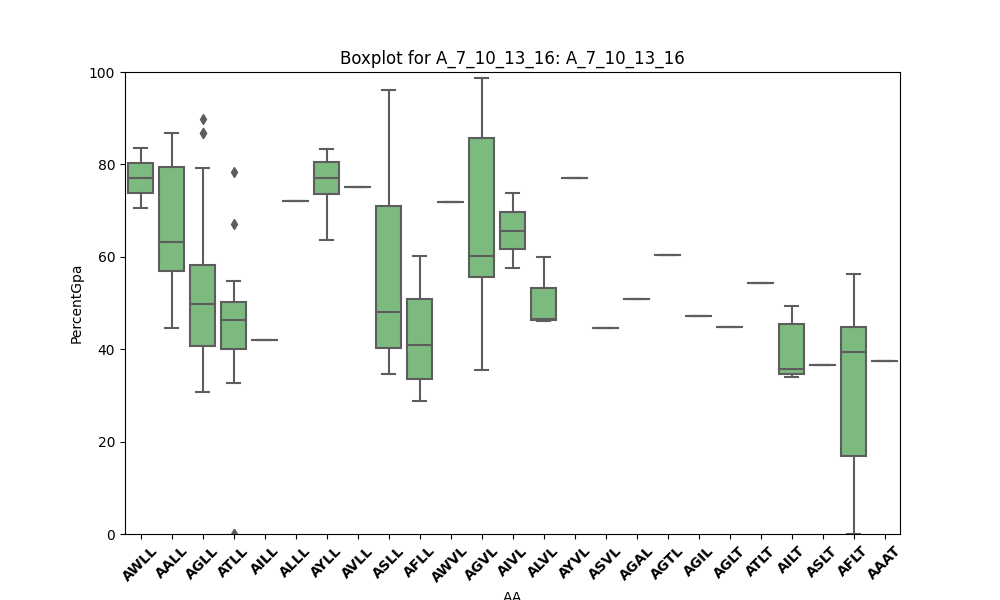 Boxplot for A_7_10_13_16: A_7_10_13_16
100
80
60
40
20
0
PercentGpa
AWLL AALL AGLL ATLL AILL ALLL AYLL AVLL ASLL AFLL AWVL AGVL AIVL ALVL AYVL ASVL AGAL AGTL AGIL AGLT ATLT AILT ASLT AFLT AAAT
AA